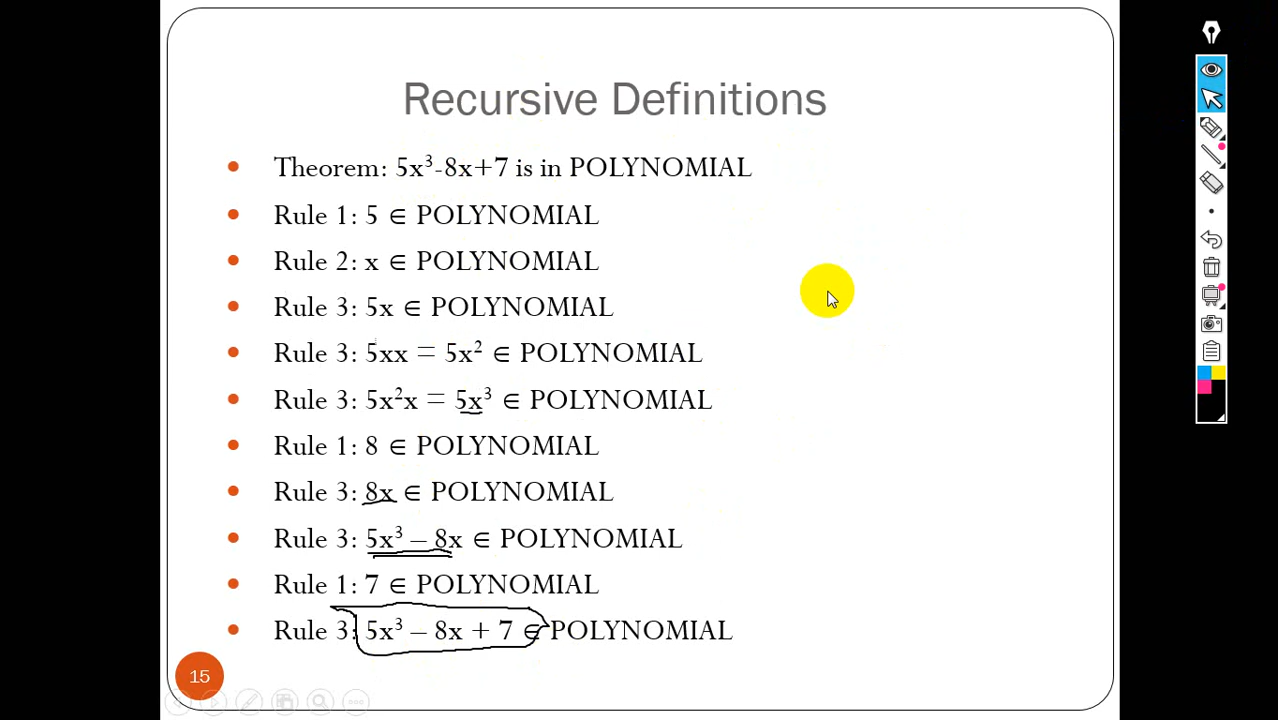 Recursive Definitions
• Theorem: 5x³-8x+7 is in POLYNOMIAL
• Rule 1: 5 ∈ POLYNOMIAL
• Rule 2: x ∈ POLYNOMIAL
• Rule 3: 5x ∈ POLYNOMIAL
• Rule 3: 5xx = 5x² ∈ POLYNOMIAL
• Rule 3: 5x²x = 5x³ ∈ POLYNOMIAL
• Rule 1: 8 ∈ POLYNOMIAL
• Rule 3: 8x ∈ POLYNOMIAL
• Rule 3: 5x³ – 8x ∈ POLYNOMIAL
• Rule 1: 7 ∈ POLYNOMIAL
• Rule 3: 5x³ – 8x + 7 ∈ POLYNOMIAL
15